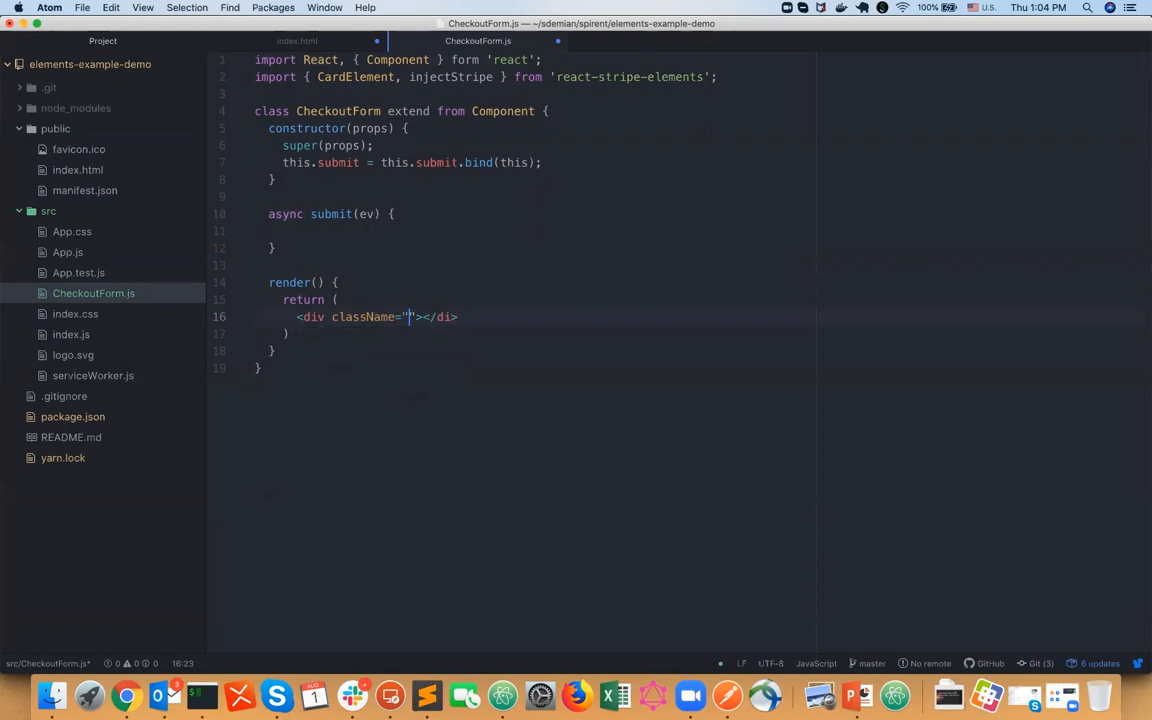 Atom File Edit View Selection Find Packages Window Help 100% U.S. Thu 1:04 PM
CheckoutForm.js — ~/sdemian/spirent/elements-example-demo
Project index.html CheckoutForm.js
elements-example-demo
.git
node_modules
public
favicon.ico
index.html
manifest.json
src
App.css
App.js
App.test.js
CheckoutForm.js
index.css
index.js
logo.svg
serviceWorker.js
.gitignore
package.json
README.md
yarn.lock
1 import React, { Component } form 'react';
2 import { CardElement, injectStripe } from 'react-stripe-elements';
3
4 class CheckoutForm extend from Component {
5 constructor(props) {
6 super(props);
7 this.submit = this.submit.bind(this);
8 }
9
10 async submit(ev) {
11
12 }
13
14 render() {
15 return (
16 <div className=""></di>
17 )
18 }
19 }
src/CheckoutForm.js* 0 0 0 16:23 LF UTF-8 JavaScript master No remote GitHub Git (3) 6 updates
3 AUG 1 3